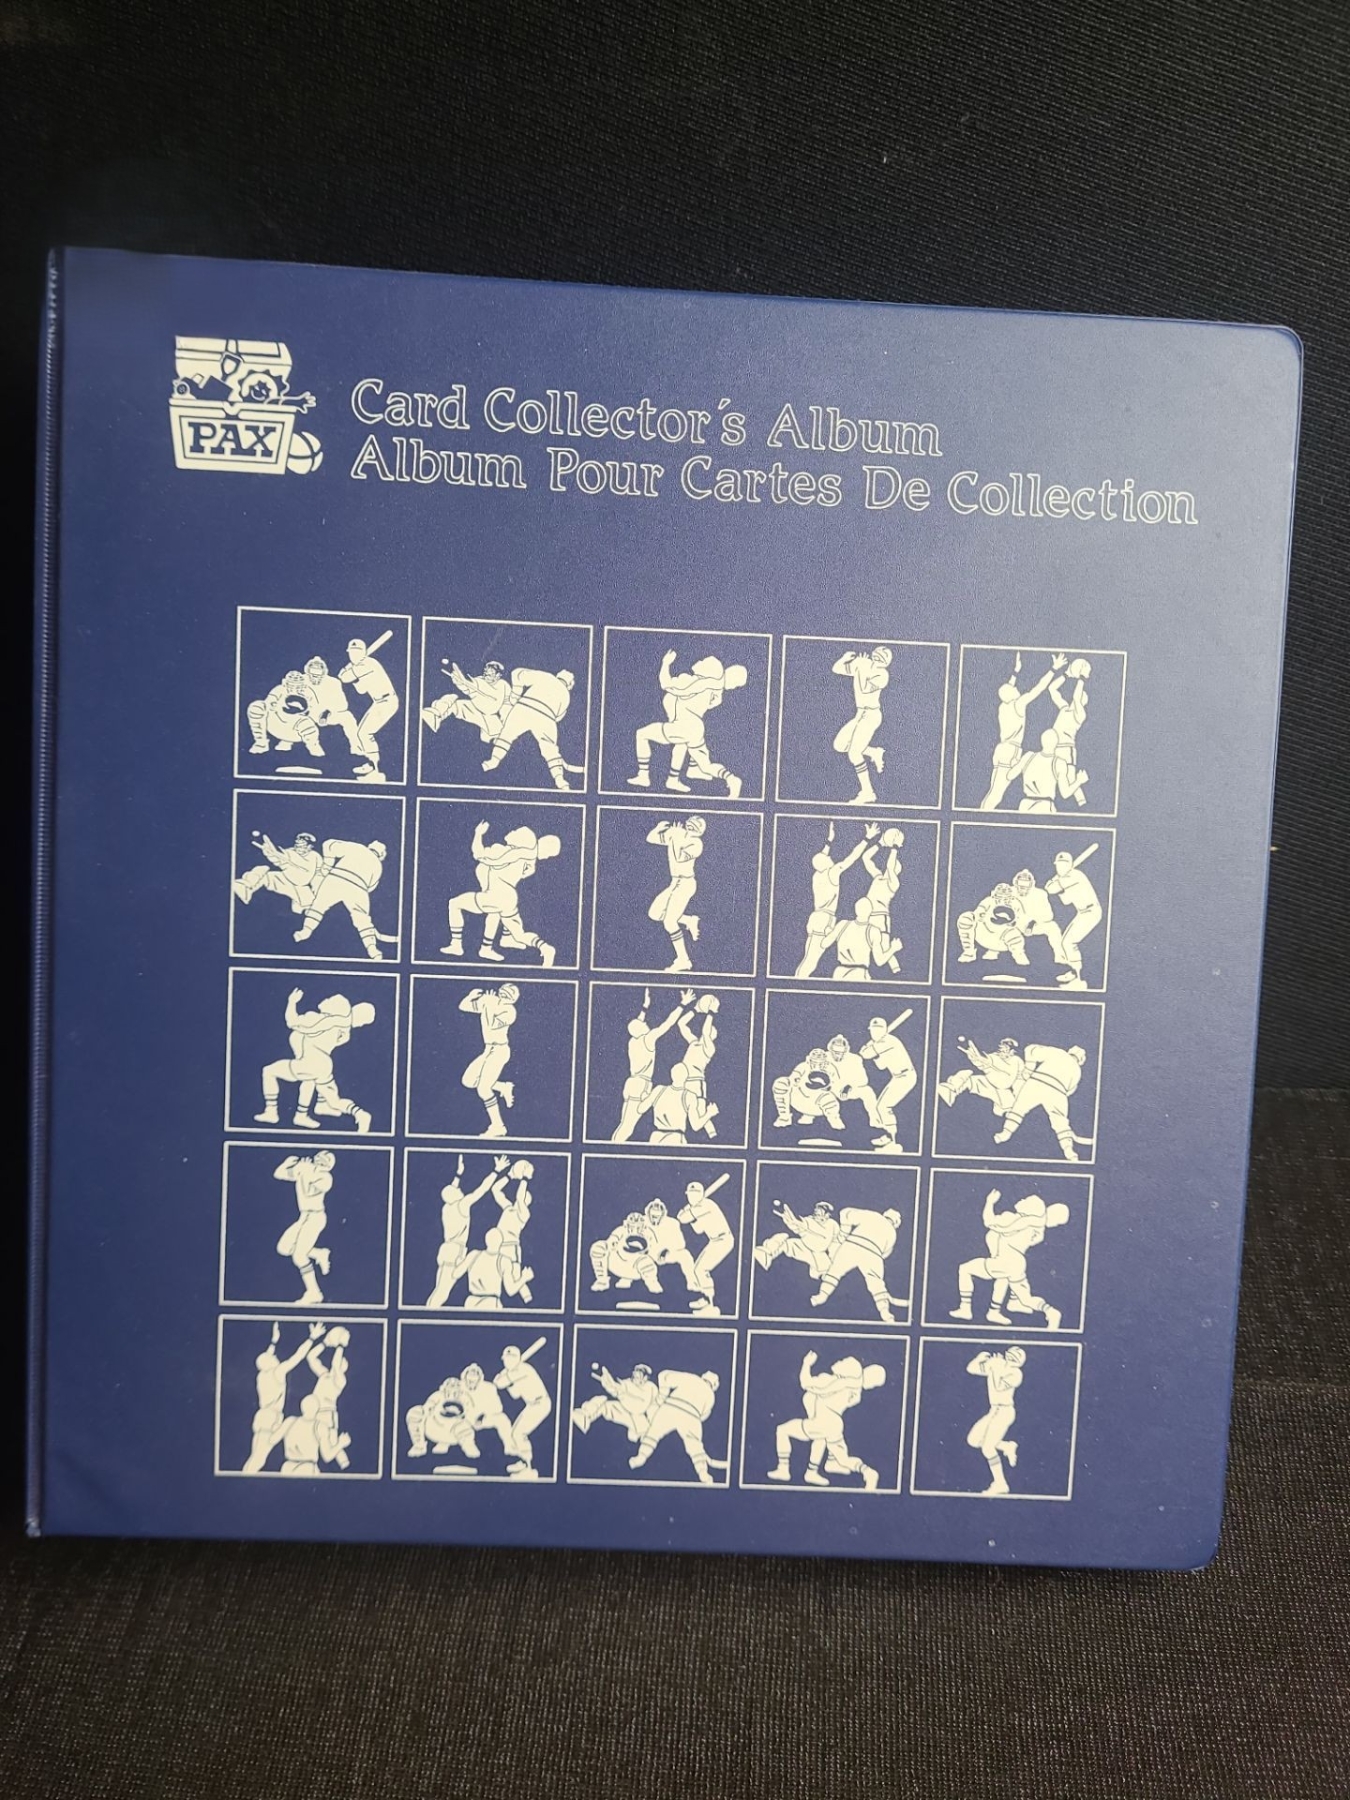 PAX
Card Collector's Album
Album Pour Cartes De Collection